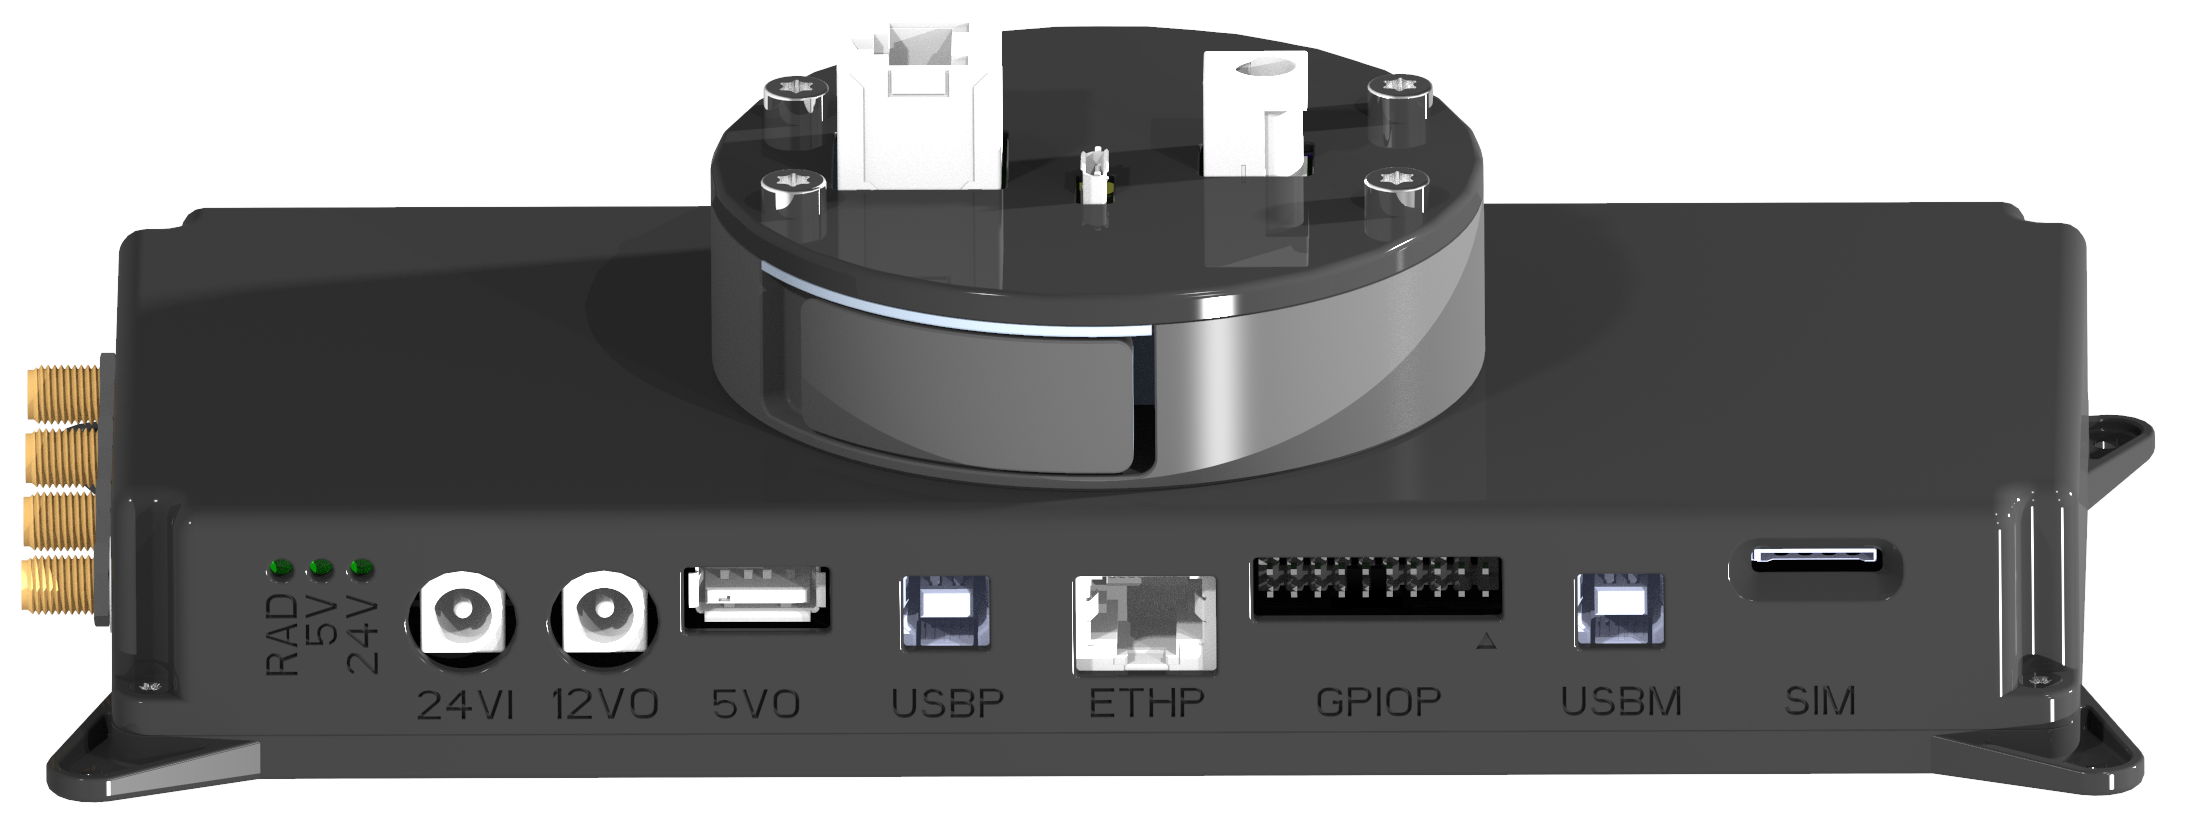 RAD
5V
24V
24VI
12VO
5VO
USBP
ETHP
GPIOP
USBM
SIM